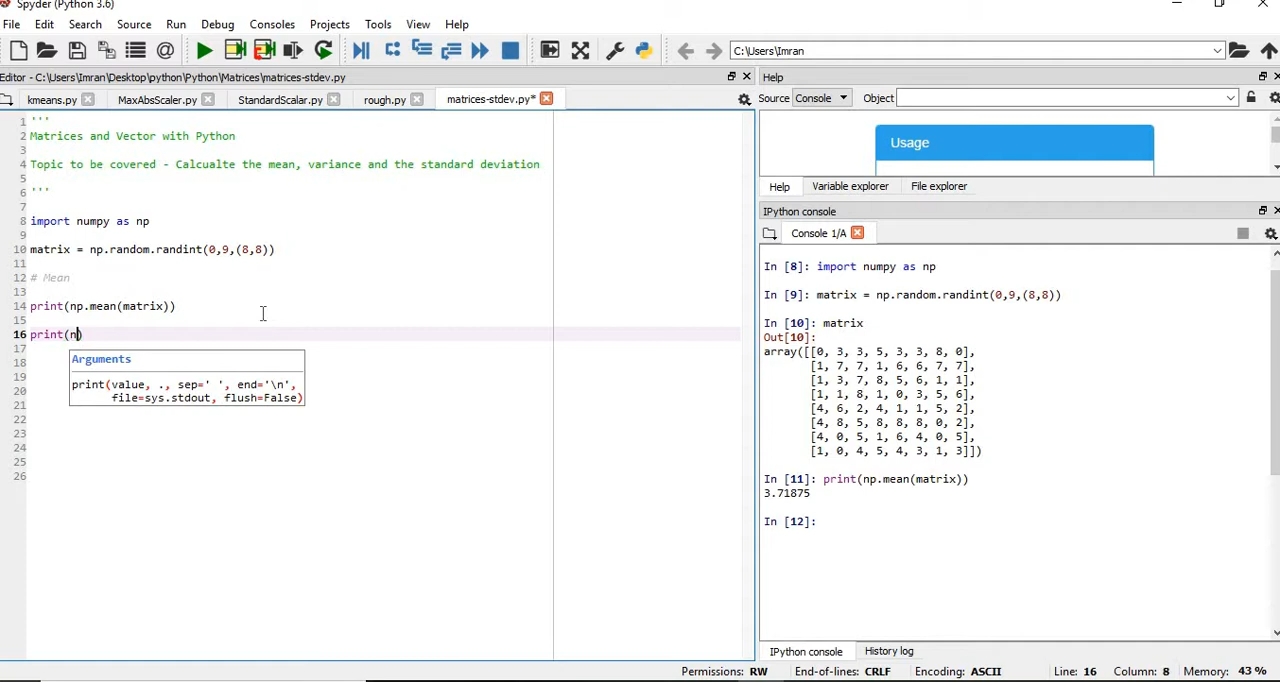 Spyder (Python 3.6)
File Edit Search Source Run Debug Consoles Projects Tools View Help
C:\Users\Imran
Editor - C:\Users\Imran\Desktop\python\Python\Matrices\matrices-stdev.py
kmeans.py MaxAbsScaler.py StandardScalar.py rough.py matrices-stdev.py*
1 '''
2 Matrices and Vector with Python
3
4 Topic to be covered - Calcualte the mean, variance and the standard deviation
5
6 '''
7
8 import numpy as np
9
10 matrix = np.random.randint(0,9,(8,8))
11
12 # Mean
13
14 print(np.mean(matrix))
15
16 print(n)
17
18
19
20
21
22
23
24
25
26
Arguments
print(value, ., sep=' ', end='\n',
file=sys.stdout, flush=False)
Help
Source Console Object
Usage
Help Variable explorer File explorer
IPython console
Console 1/A
In [8]: import numpy as np
In [9]: matrix = np.random.randint(0,9,(8,8))
In [10]: matrix
Out[10]:
array([[0, 3, 3, 5, 3, 3, 8, 0],
[1, 7, 7, 1, 6, 6, 7, 7],
[1, 3, 7, 8, 5, 6, 1, 1],
[1, 1, 8, 1, 0, 3, 5, 6],
[4, 6, 2, 4, 1, 1, 5, 2],
[4, 8, 5, 8, 8, 8, 0, 2],
[4, 0, 5, 1, 6, 4, 0, 5],
[1, 0, 4, 5, 4, 3, 1, 3]])
In [11]: print(np.mean(matrix))
3.71875
In [12]:
IPython console History log
Permissions: RW End-of-lines: CRLF Encoding: ASCII Line: 16 Column: 8 Memory: 43 %